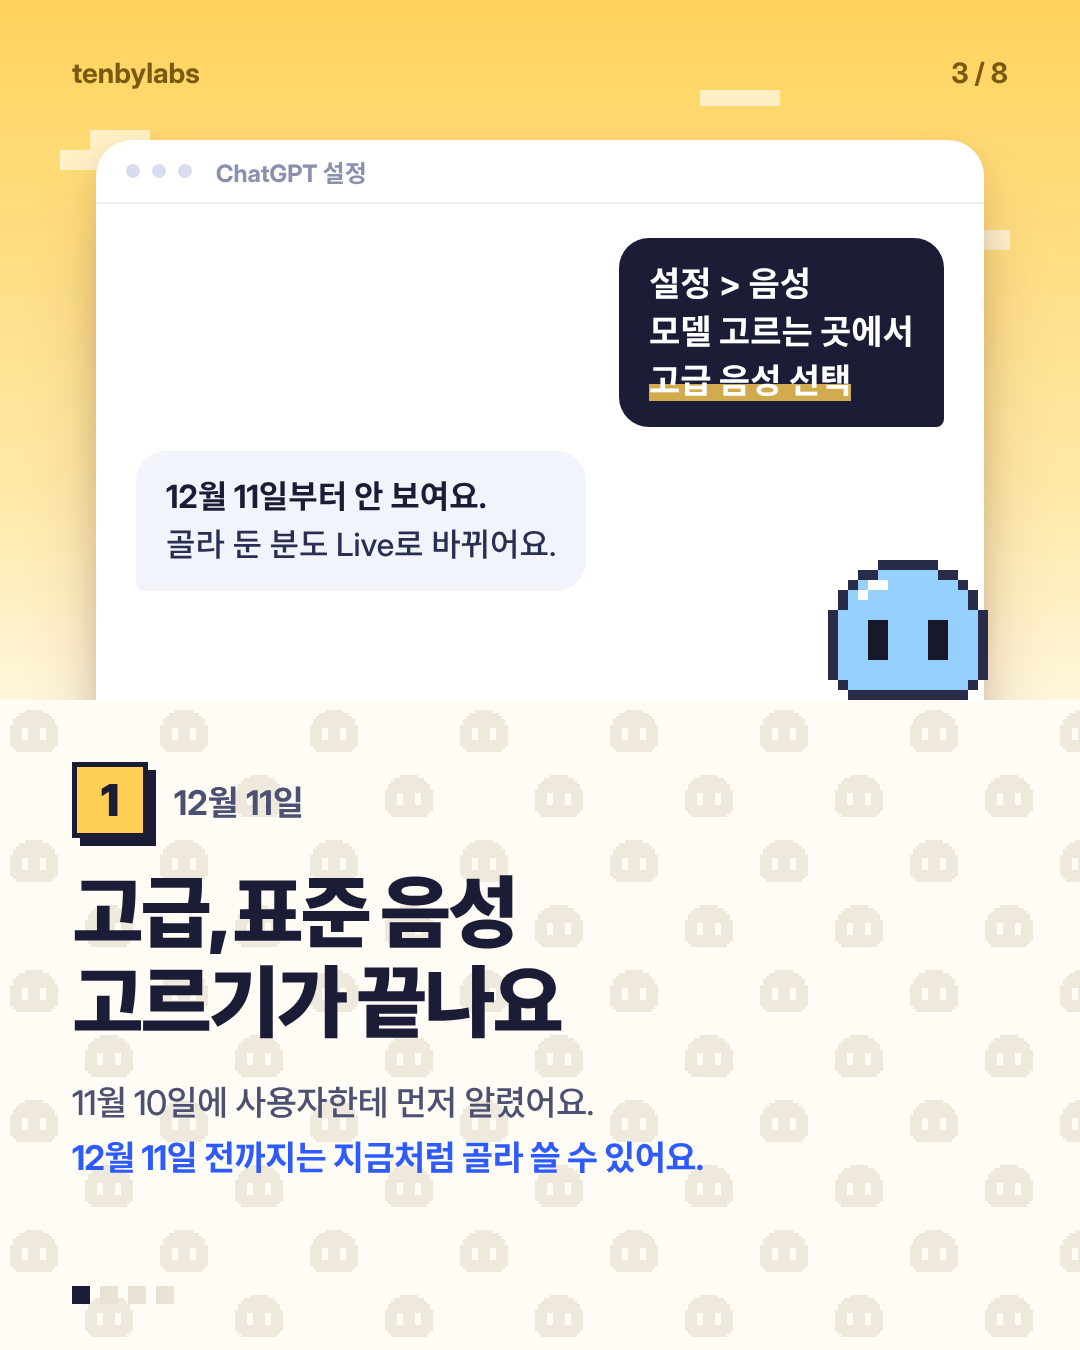 tenbylabs
3 / 8
ChatGPT 설정
설정 > 음성
모델 고르는 곳에서
고급 음성 선택
12월 11일부터 안 보여요.
골라 둔 분도 Live로 바뀌어요.
1
12월 11일
고급, 표준 음성
고르기가 끝나요
11월 10일에 사용자한테 먼저 알렸어요.
12월 11일 전까지는 지금처럼 골라 쓸 수 있어요.